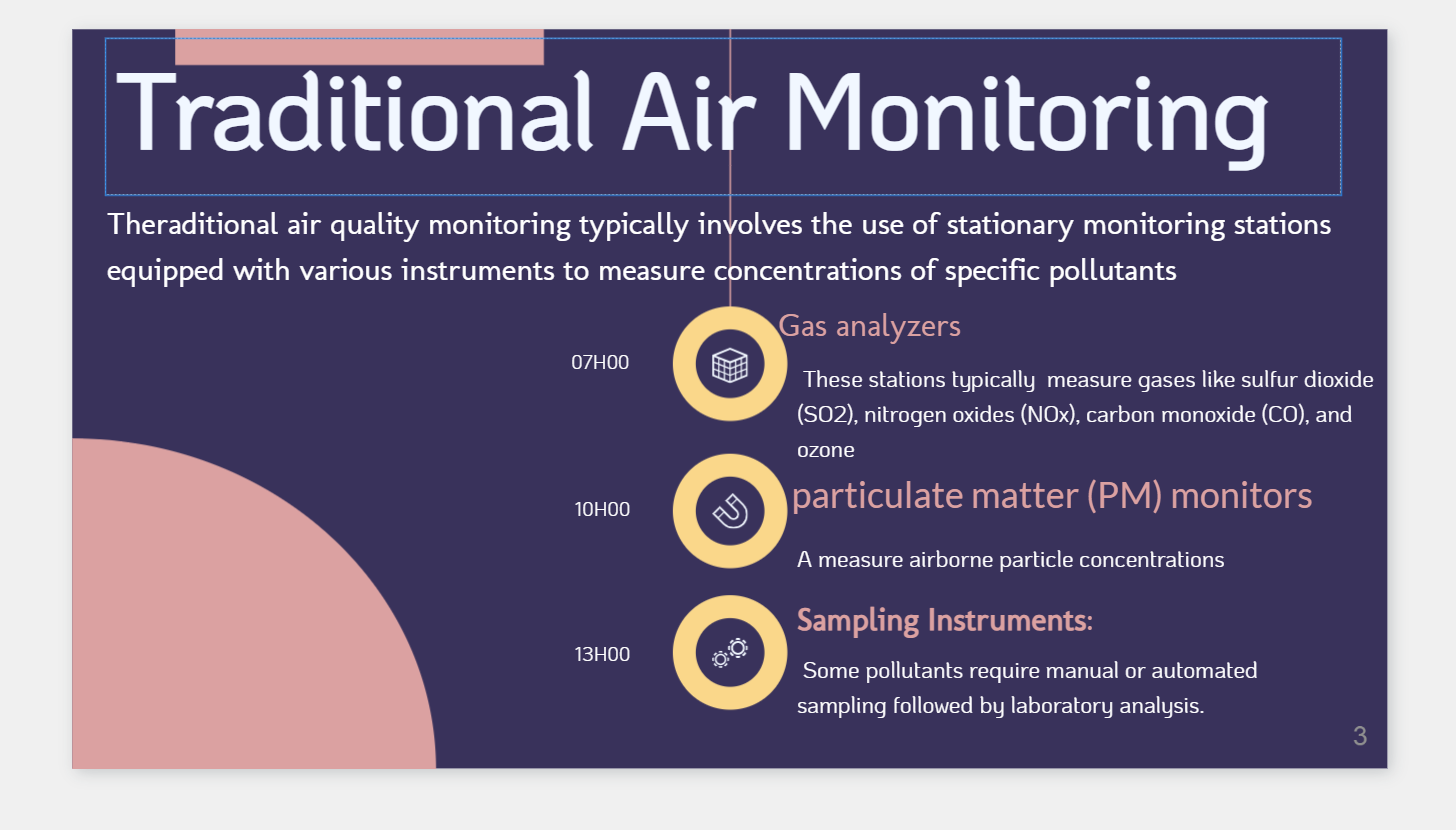 Traditional Air Monitoring
Theraditional air quality monitoring typically involves the use of stationary monitoring stations
equipped with various instruments to measure concentrations of specific pollutants
Gas analyzers
07H00
These stations typically  measure gases like sulfur dioxide
(SO2), nitrogen oxides (NOx), carbon monoxide (CO), and
ozone
particulate matter (PM) monitors
10H00
A measure airborne particle concentrations
Sampling Instruments:
13H00
Some pollutants require manual or automated
sampling followed by laboratory analysis.
3